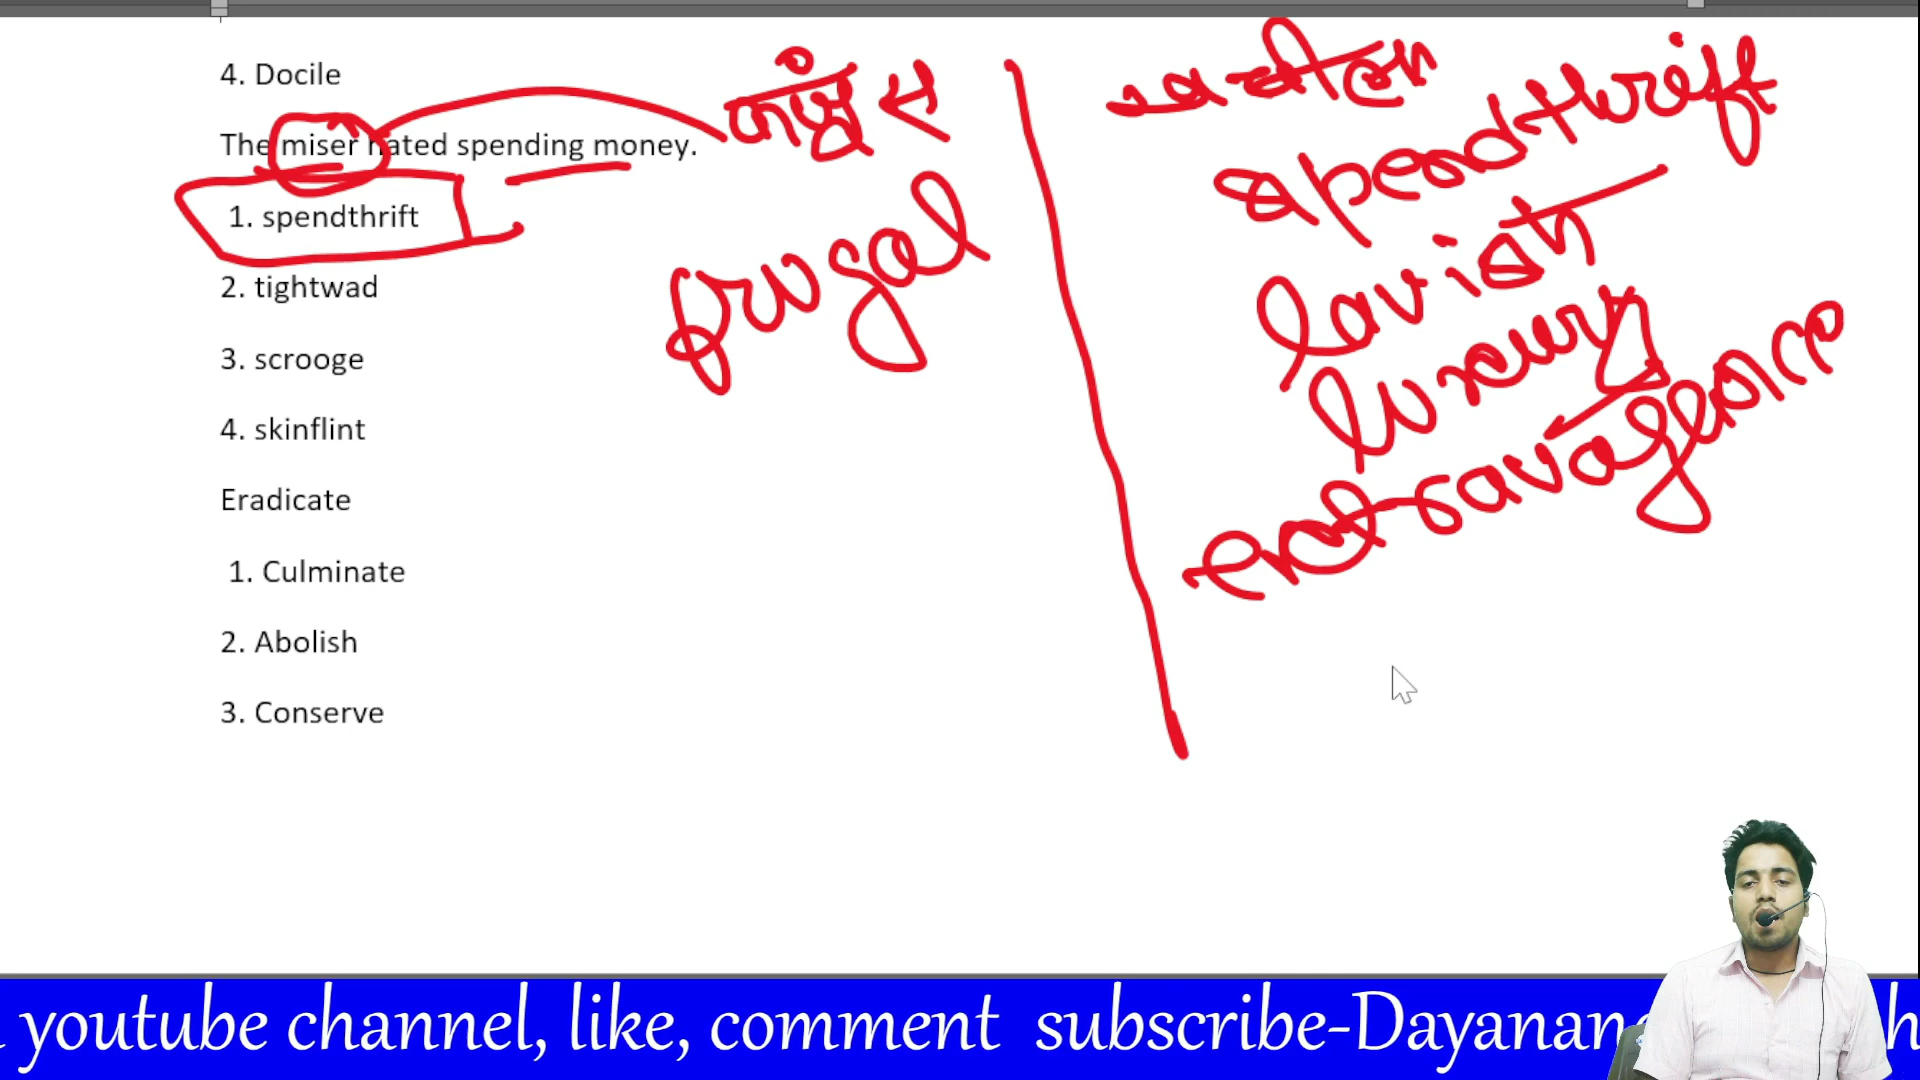 4. Docile
The miser hated spending money.
1. spendthrift
2. tightwad
3. scrooge
4. skinflint
Eradicate
1. Culminate
2. Abolish
3. Conserve
कंजूस
frugal
खर्चीला
spendthrift
lavish
luxury
extravagance
youtube channel, like, comment subscribe-Dayanan